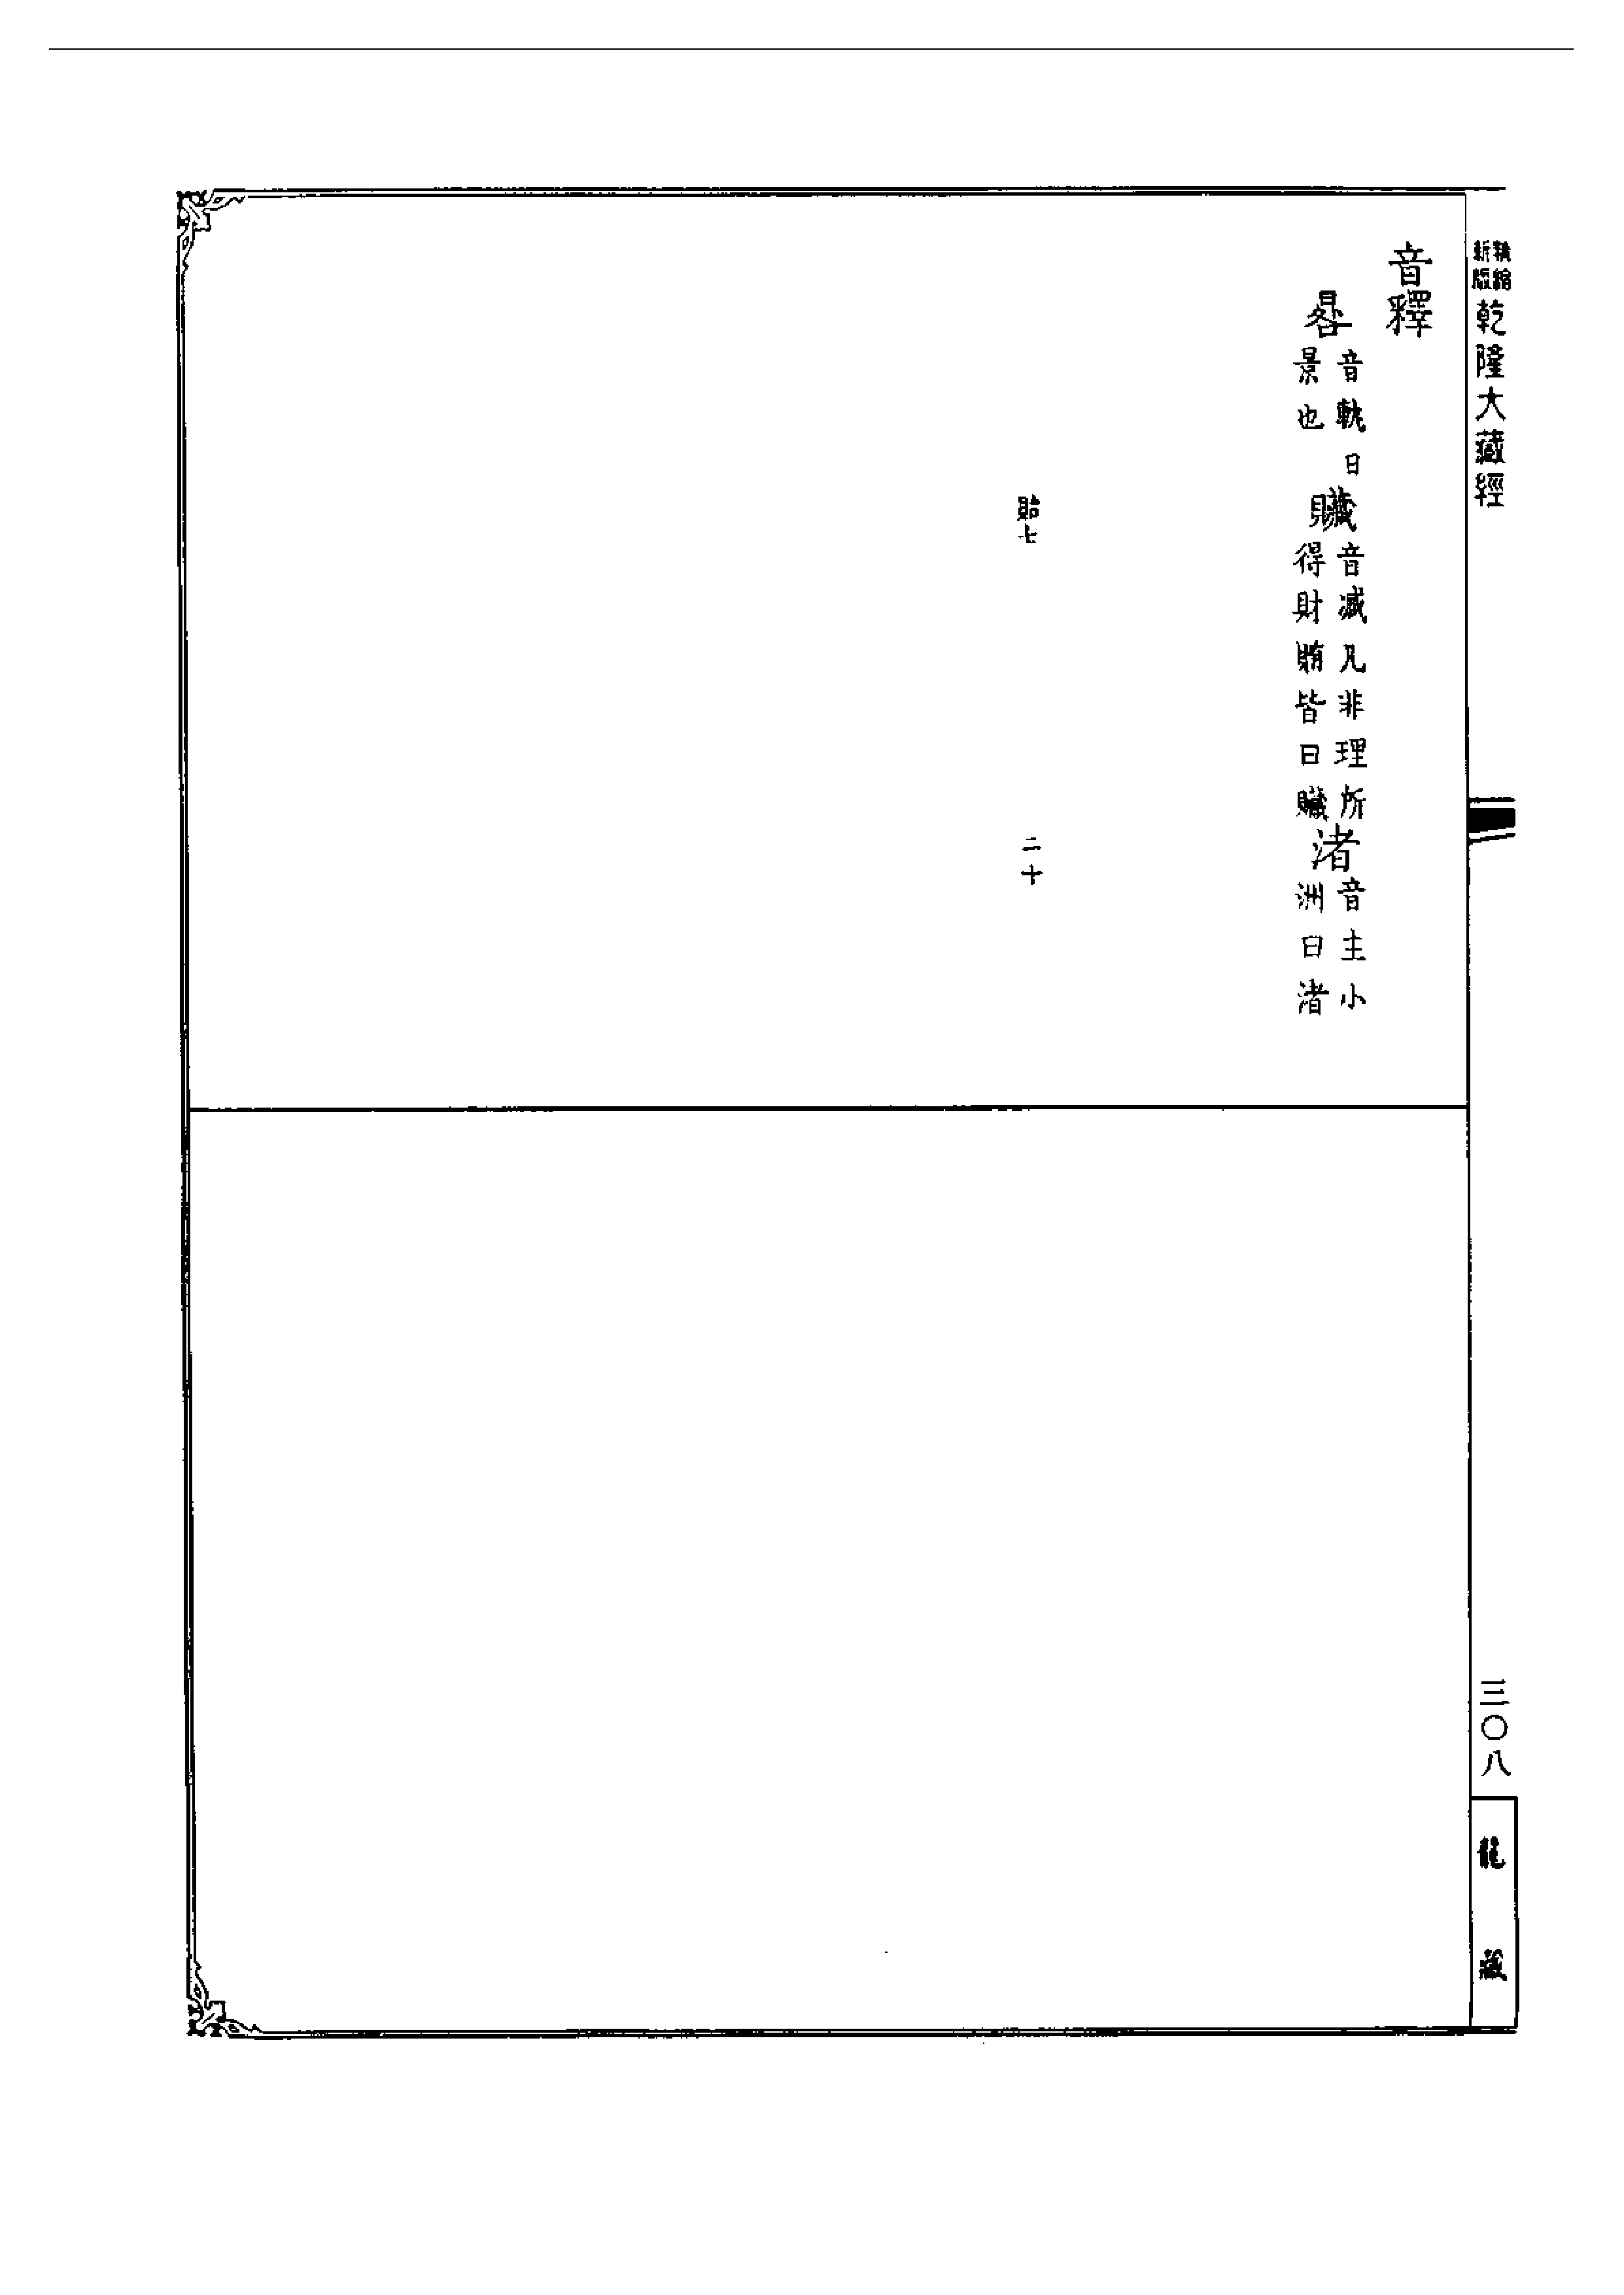 精縮
新版
乾隆大藏經
三〇八
龍藏
音釋
晷音軌日景也贓音臧凡非理所得財賄皆曰贓渚音主小洲曰渚
貽七
二十